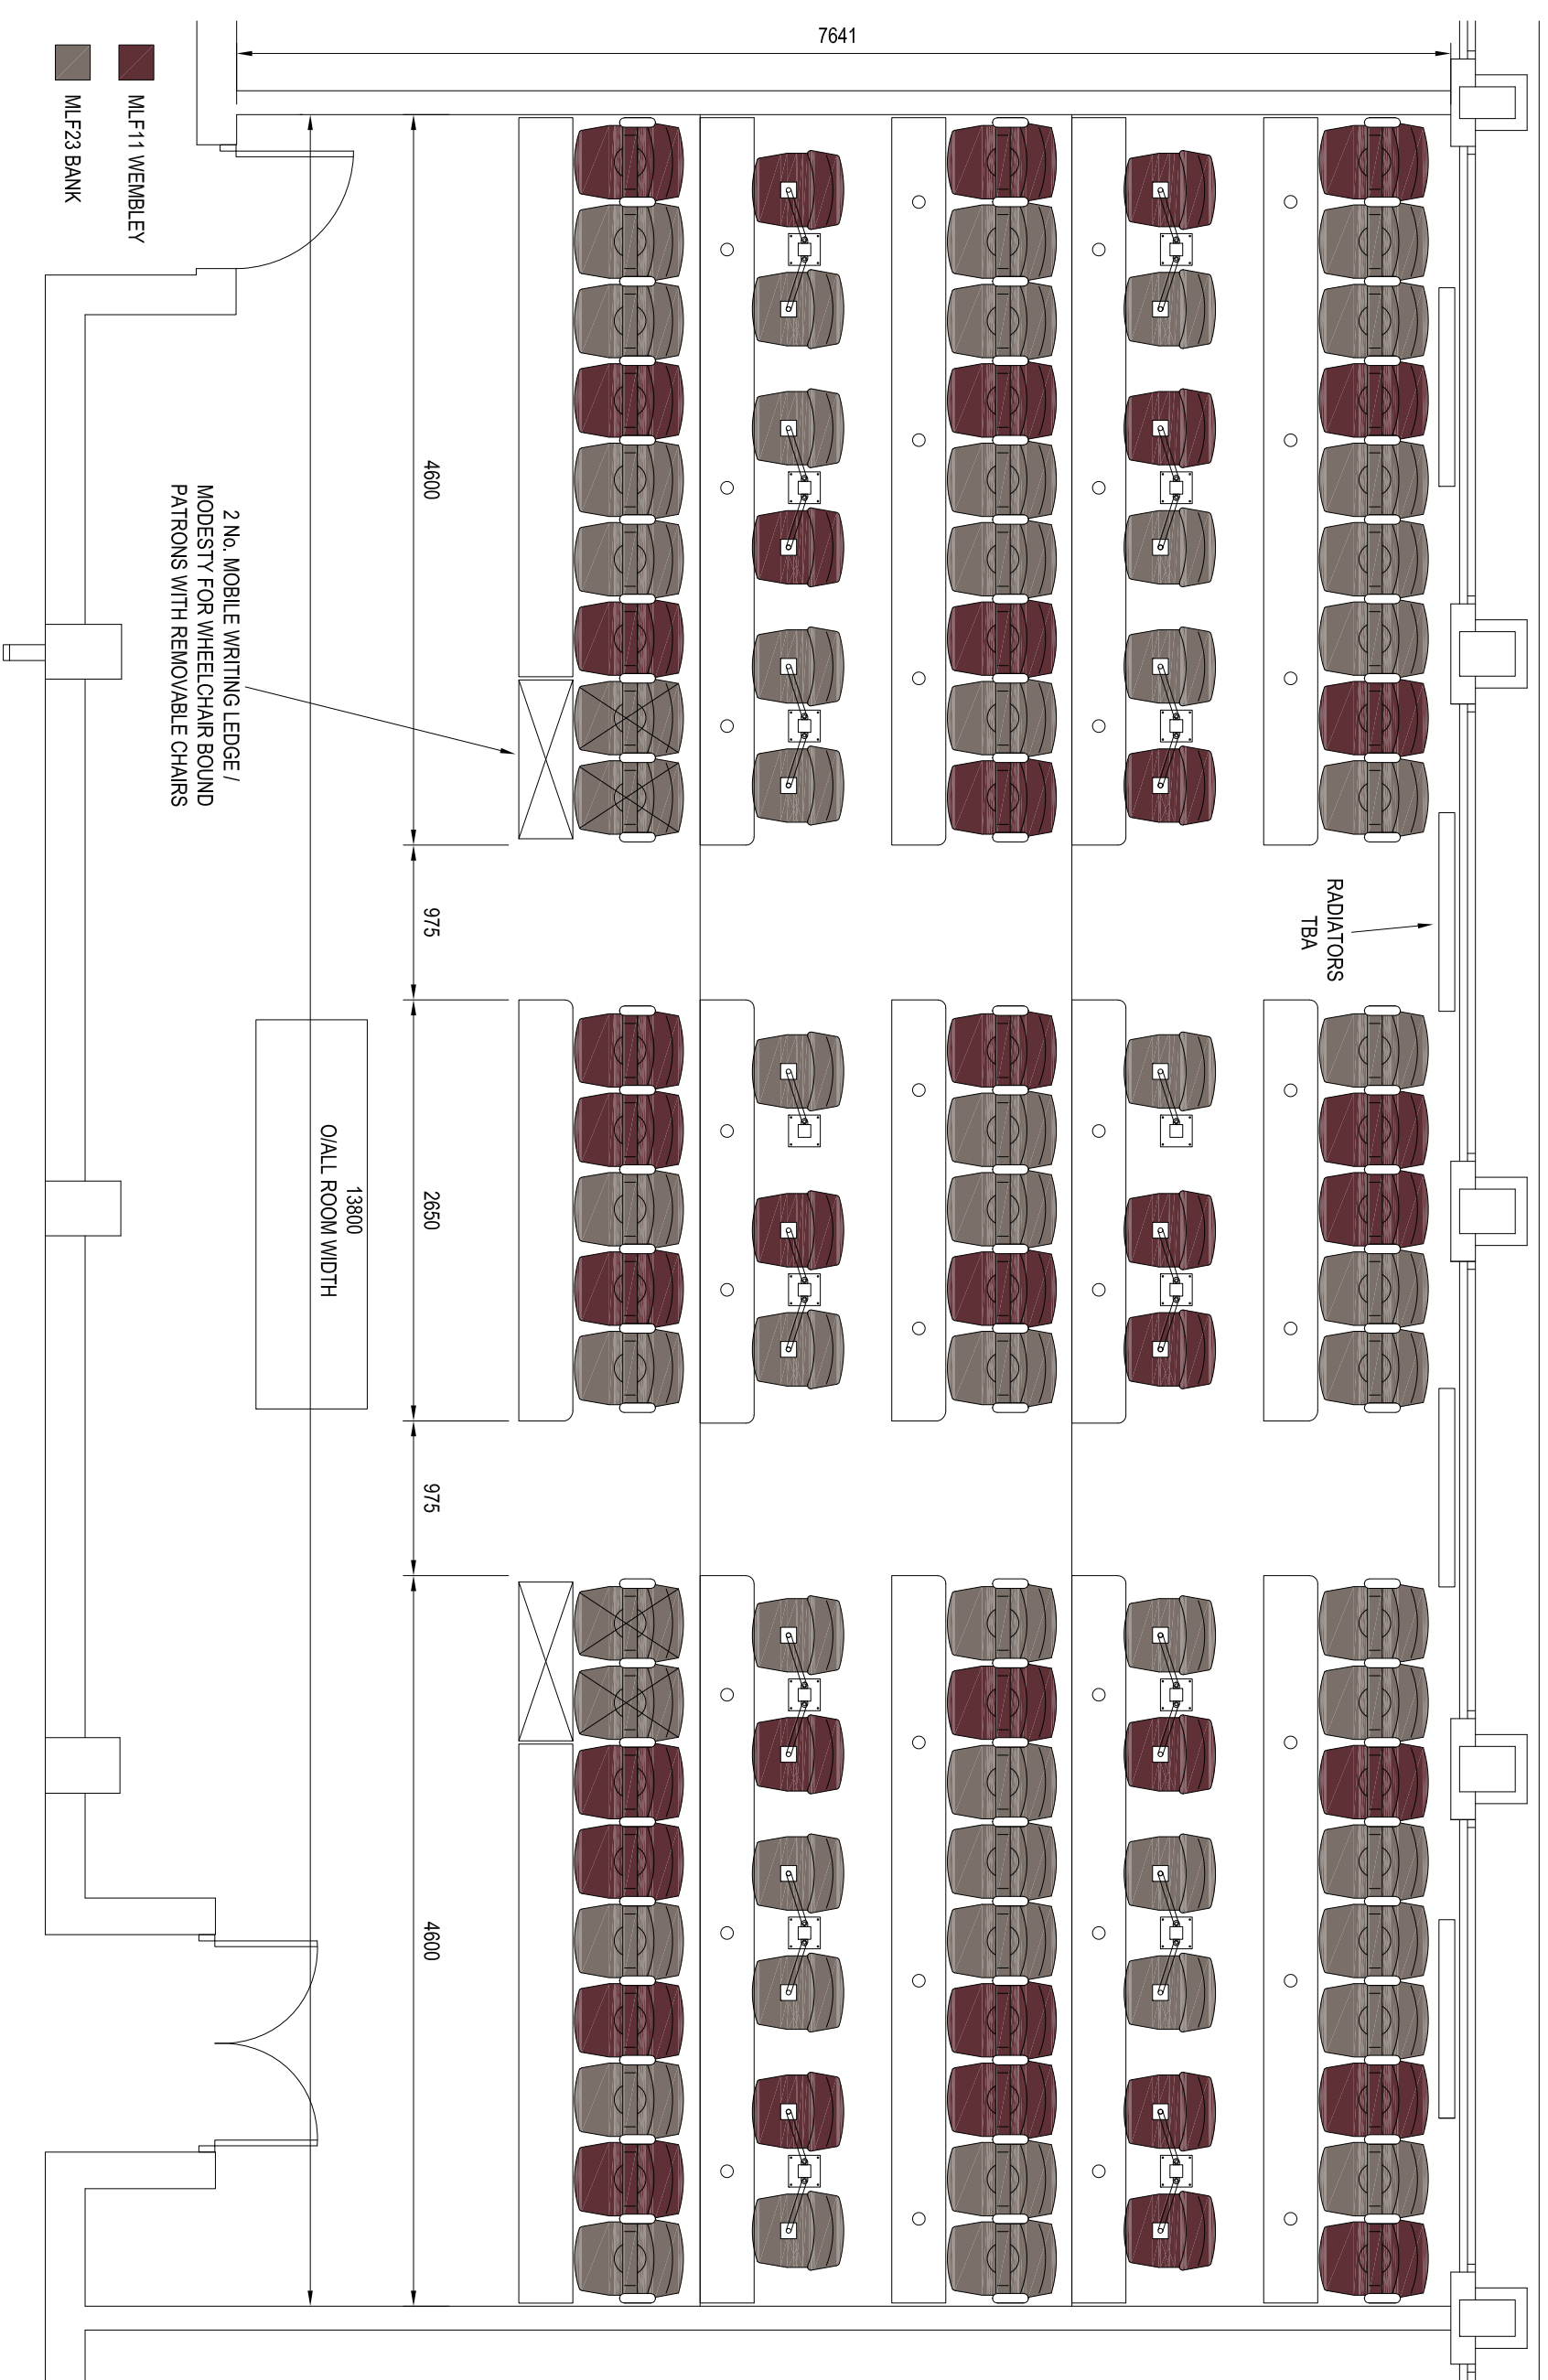 7641
MLF11 WEMBLEY
MLF23 BANK
RADIATORS
TBA
4600
975
2650
975
4600
2 No. MOBILE WRITING LEDGE /
MODESTY FOR WHEELCHAIR BOUND
PATRONS WITH REMOVABLE CHAIRS
13800
O/ALL ROOM WIDTH